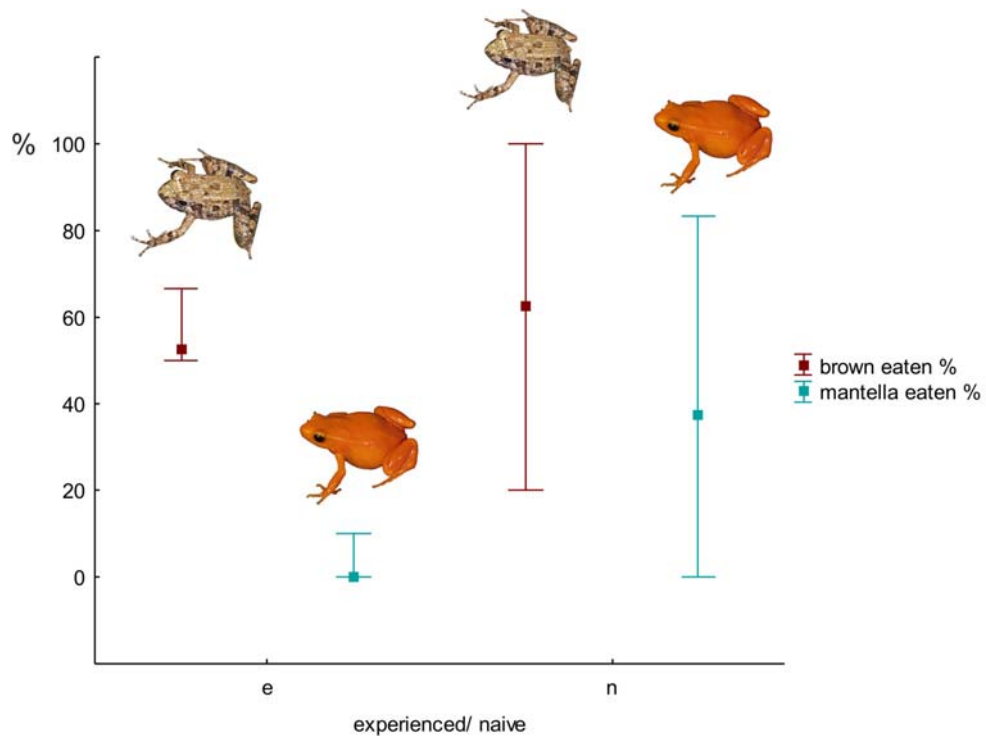 %
100
80
60
40
20
0
e n
experienced/ naive
brown eaten %
mantella eaten %